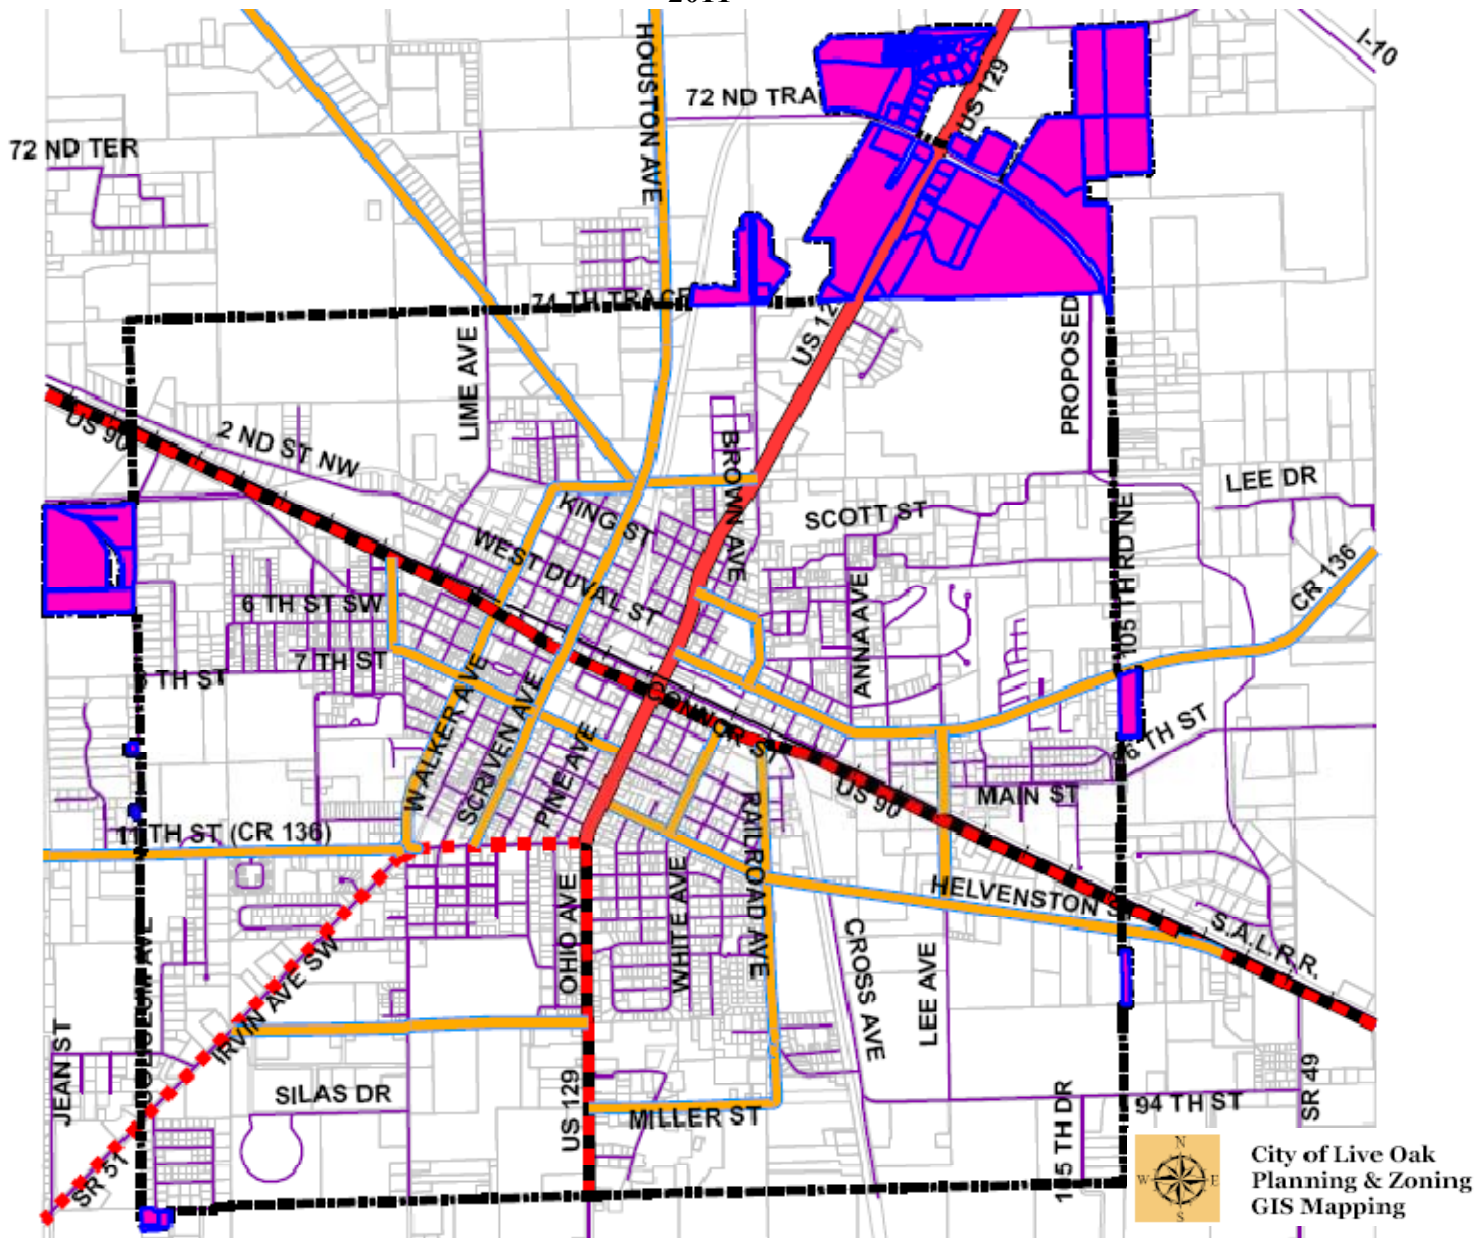 2011
I-10
HOUSTON AVE
72 ND TRA
US 129
72 ND TER
74 TH TRACE
US 12
LIME AVE
PROPOSED
US 90
2 ND ST NW
BROWN AVE
LEE DR
KING ST
SCOTT ST
WEST DUVAL ST
105 TH RD NE
CR 136
6 TH ST SW
ANNA AVE
7 TH ST
TH ST
WALKER AVE
SCRIVEN AVE
CONNOR ST
6 TH ST
PINE AVE
US 90
MAIN ST
RAILROAD AVE
11 TH ST (CR 136)
WHITE AVE
OHIO AVE
HELVENSTON S
S.A.L.R.R.
CROSS AVE
LEE AVE
IRVIN AVE SW
JEAN ST
SILAS DR
US 129
MILLER ST
TH DR
94 TH ST
SR 49
SR 51
N
W
E
S
City of Live Oak
Planning & Zoning
GIS Mapping